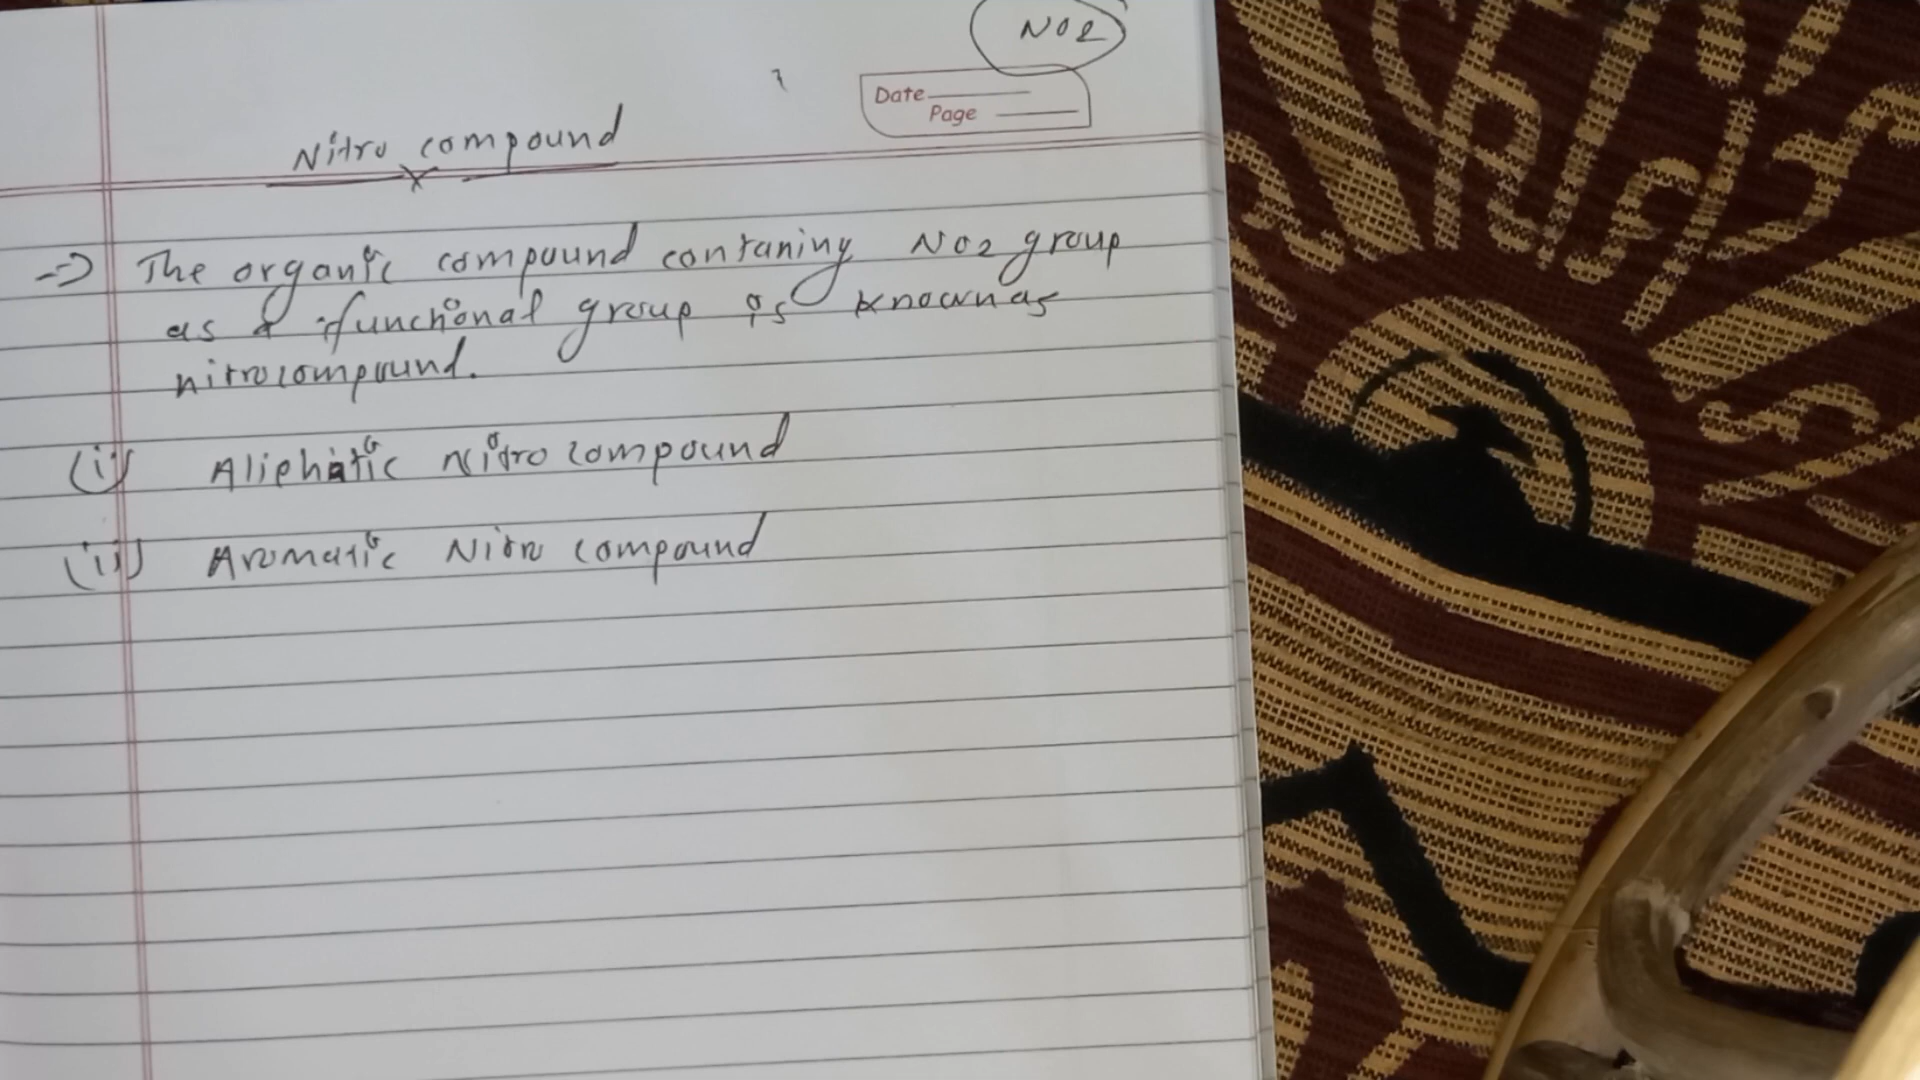 NO2
Date
Page
Nitro compound
=> The organic compound contaning NO2 group
as a functional group is known as
nitrocompound.
(i) Aliphatic Nitro compound
(ii) Aromatic Nitro compound